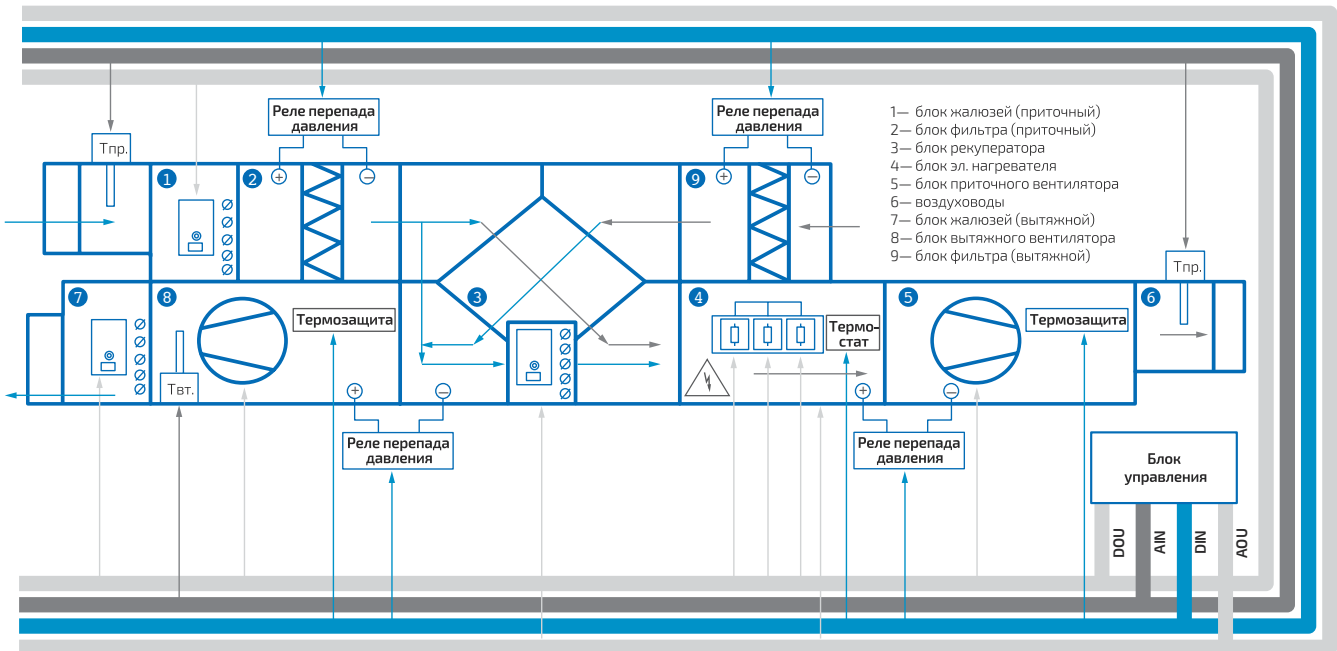 Реле перепада
давления
Реле перепада
давления
1— блок жалюзей (приточный)
2— блок фильтра (приточный)
3— блок рекуператора
4— блок эл. нагревателя
5— блок приточного вентилятора
6— воздуховоды
7— блок жалюзей (вытяжной)
8— блок вытяжного вентилятора
9— блок фильтра (вытяжной)
Тпр.
1
2
+
−
9
+
−
Тпр.
7
8
Термозащита
3
4
Термо-
стат
5
Термозащита
6
Твт.
+
−
+
−
Реле перепада
давления
Реле перепада
давления
Блок
управления
DOU
AIN
DIN
AOU